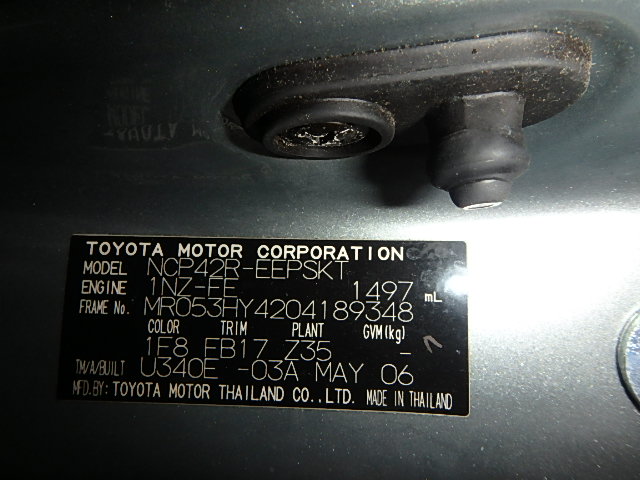 TOYOTA MOTOR CORPORATION
MODEL NCP42R-EEPSKT
ENGINE 1NZ-FE 1497 mL
FRAME No. MR053HY4204189348
COLOR TRIM PLANT GVM(kg)
1E8 FB17 Z35 -
TM/A/BUILT U340E -03A MAY 06
MFD.BY: TOYOTA MOTOR THAILAND CO.,LTD. MADE IN THAILAND